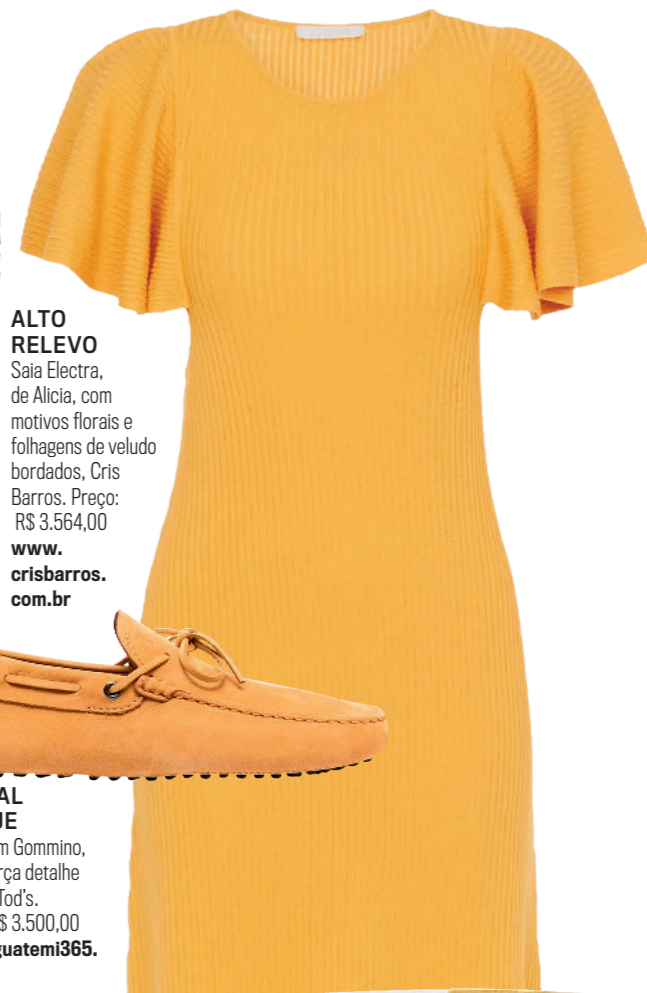 ALTO
RELEVO
Saia Electra,
de Alicia, com
motivos florais e
folhagens de veludo
bordados, Cris
Barros. Preço:
R$ 3.564,00
www.
crisbarros.
com.br
AL
UE
m Gommino,
rça detalhe
Tod’s.
$ 3.500,00
guatemi365.